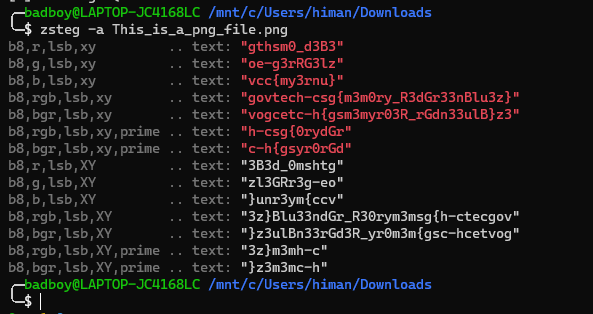 badboy@LAPTOP-JC4168LC /mnt/c/Users/himan/Downloads
$ zsteg -a This_is_a_png_file.png
b8,r,lsb,xy .. text: "gthsm0_d3B3"
b8,g,lsb,xy .. text: "oe-g3rRG3lz"
b8,b,lsb,xy .. text: "vcc{my3rnu}"
b8,rgb,lsb,xy .. text: "govtech-csg{m3m0ry_R3dGr33nBlu3z}"
b8,bgr,lsb,xy .. text: "vogcetc-h{gsm3myr03R_rGdn33ulB}z3"
b8,rgb,lsb,xy,prime .. text: "h-csg{0rydGr"
b8,bgr,lsb,xy,prime .. text: "c-h{gsyr0rGd"
b8,r,lsb,XY .. text: "3B3d_0mshtg"
b8,g,lsb,XY .. text: "zl3GRr3g-eo"
b8,b,lsb,XY .. text: "}unr3ym{ccv"
b8,rgb,lsb,XY .. text: "3z}Blu33ndGr_R30rym3msg{h-ctecgov"
b8,bgr,lsb,XY .. text: "}z3ulBn33rGd3R_yr0m3m{gsc-hcetvog"
b8,rgb,lsb,XY,prime .. text: "3z}m3mh-c"
b8,bgr,lsb,XY,prime .. text: "}z3m3mc-h"
badboy@LAPTOP-JC4168LC /mnt/c/Users/himan/Downloads
$